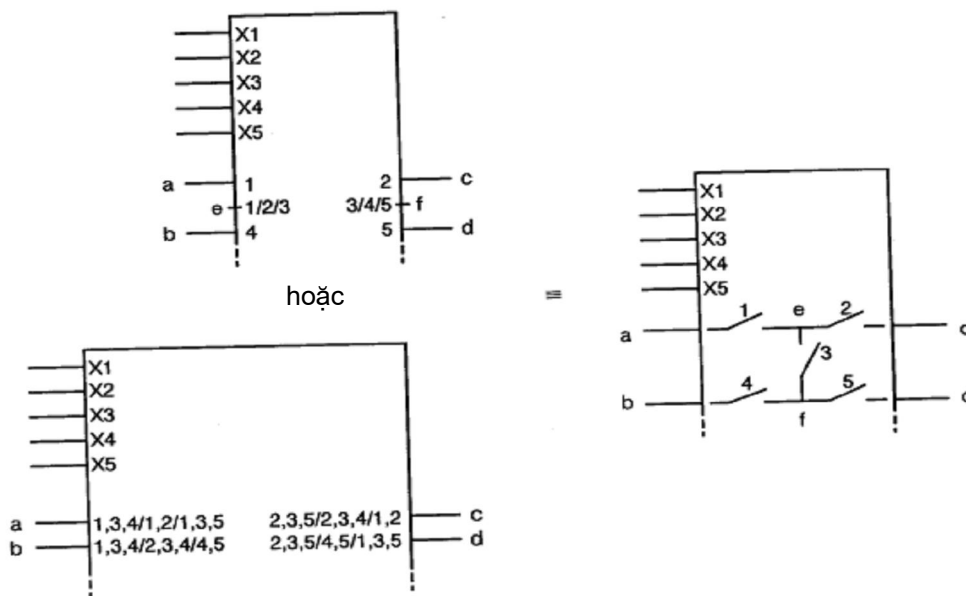 X1
X2
X3
X4
X5
a 1 2 c
e 1/2/3 3/4/5 f
b 4 5 d
hoặc ≡
X1
X2
X3
X4
X5
a 1,3,4/1,2/1,3,5 2,3,5/2,3,4/1,2 c
b 1,3,4/2,3,4/4,5 2,3,5/4,5/1,3,5 d
X1
X2
X3
X4
X5
1 e 2
a
3
4 5
b
f